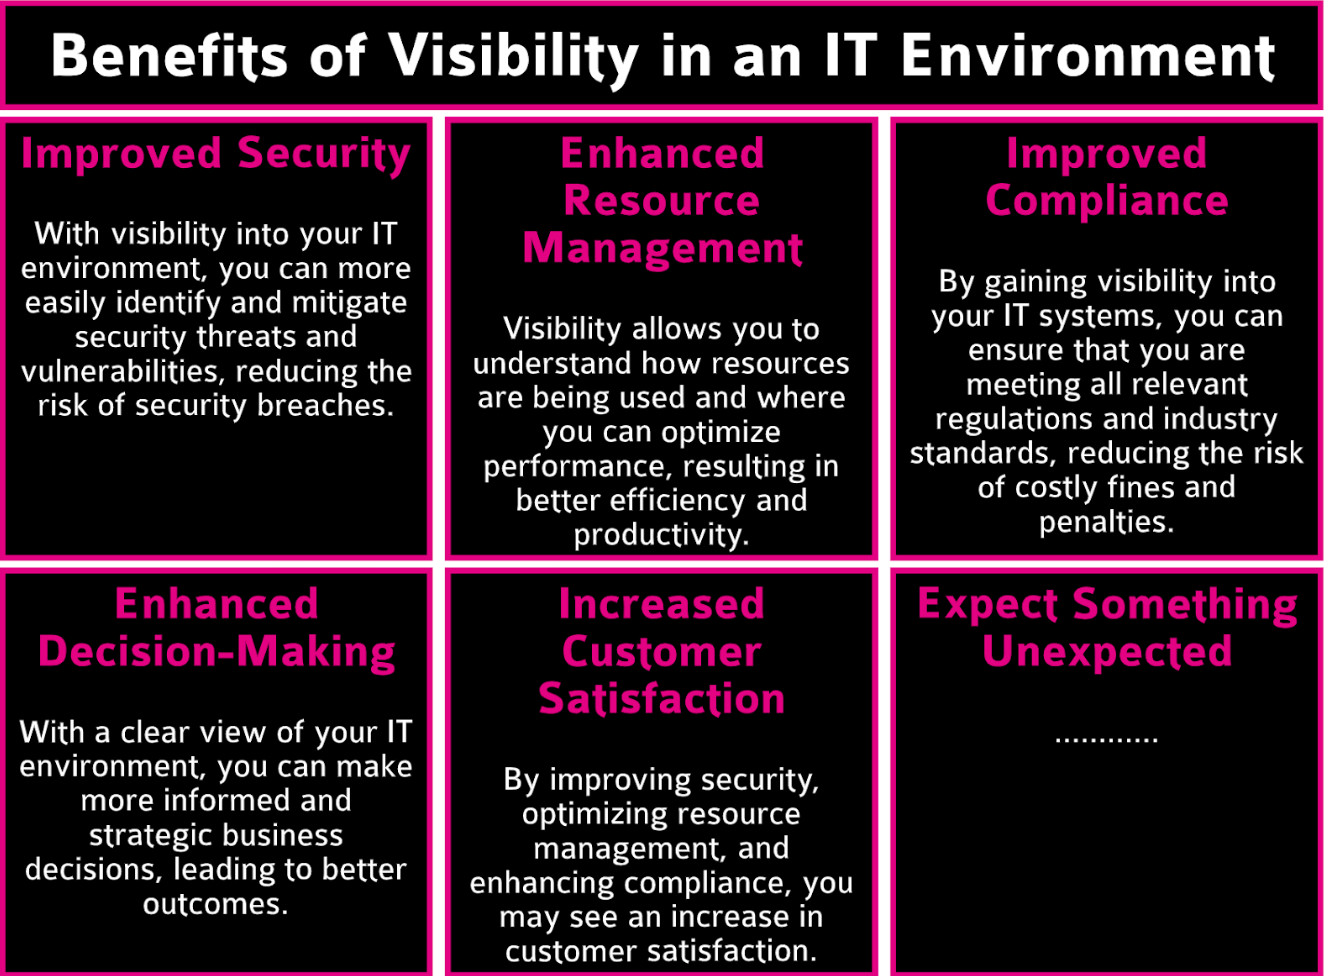 Benefits of Visibility in an IT Environment
Improved Security
With visibility into your IT
environment, you can more
easily identify and mitigate
security threats and
vulnerabilities, reducing the
risk of security breaches.
Enhanced
Resource
Management
Visibility allows you to
understand how resources
are being used and where
you can optimize
performance, resulting in
better efficiency and
productivity.
Improved
Compliance
By gaining visibility into
your IT systems, you can
ensure that you are
meeting all relevant
regulations and industry
standards, reducing the risk
of costly fines and
penalties.
Enhanced
Decision-Making
With a clear view of your IT
environment, you can make
more informed and
strategic business
decisions, leading to better
outcomes.
Increased
Customer
Satisfaction
By improving security,
optimizing resource
management, and
enhancing compliance, you
may see an increase in
customer satisfaction.
Expect Something
Unexpected
............